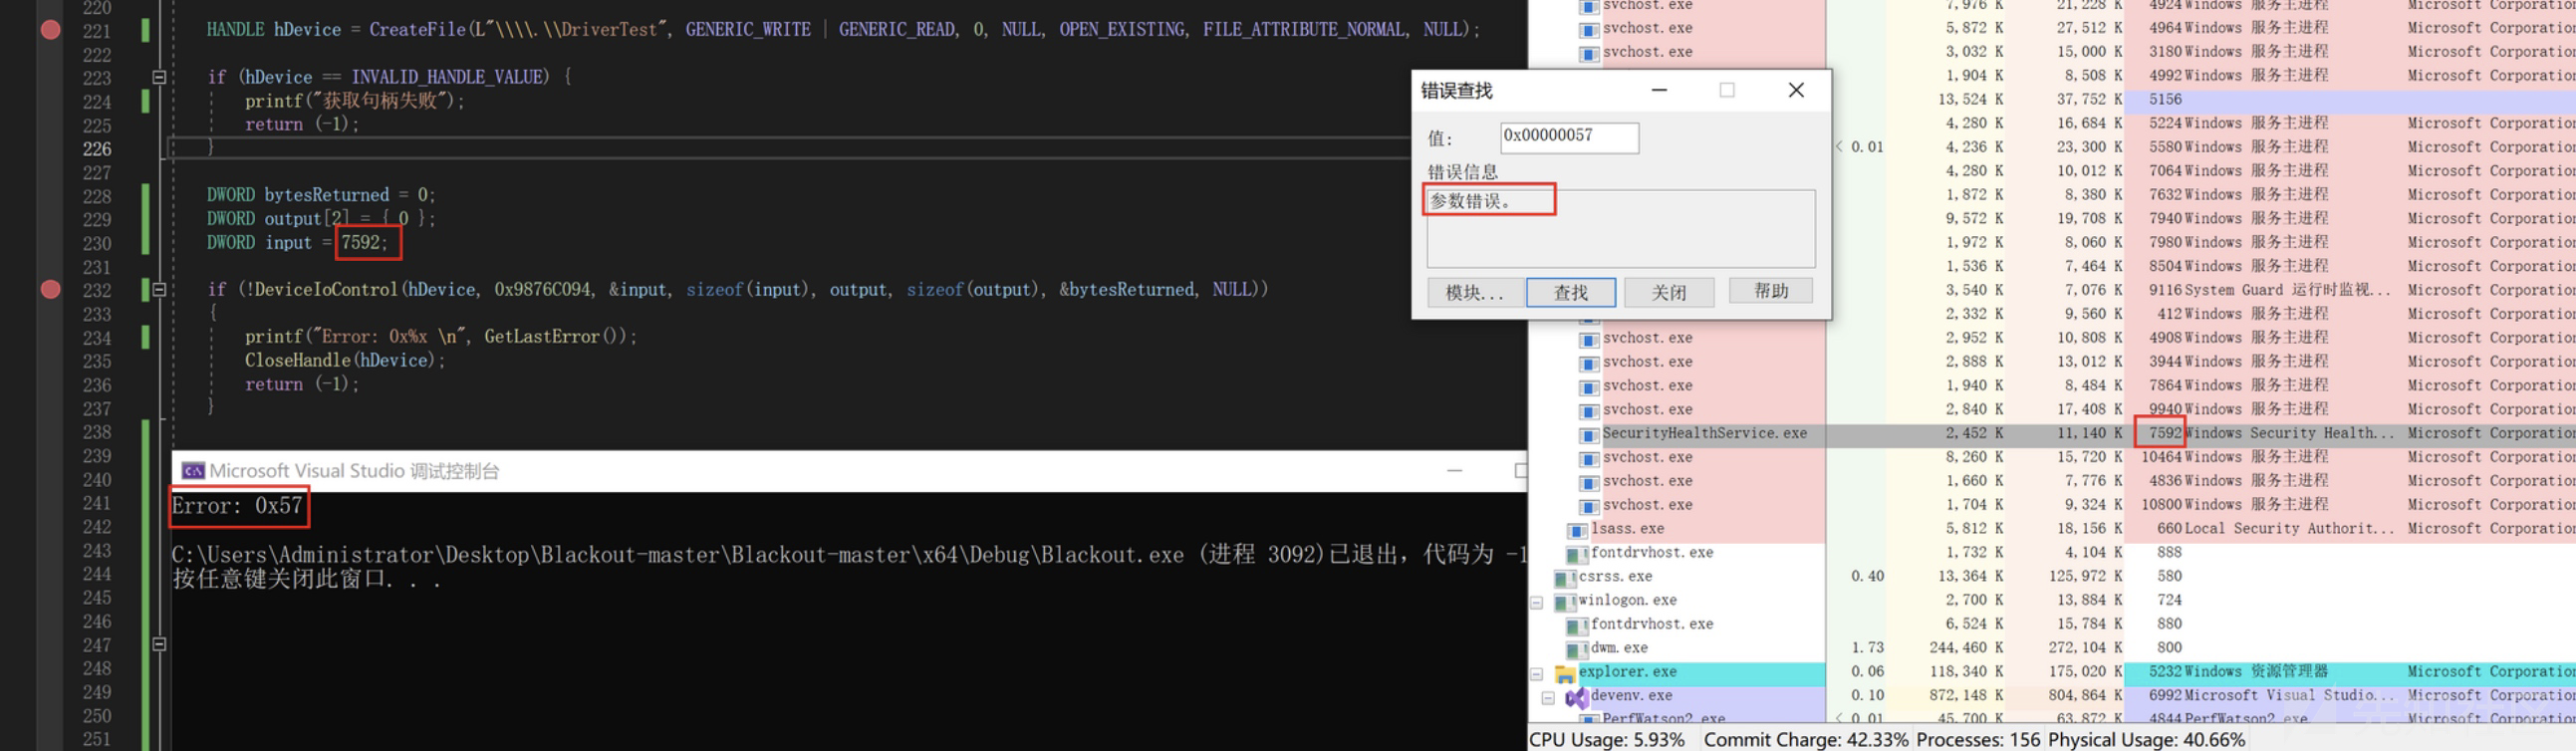 220
221 HANDLE hDevice = CreateFile(L"\\\\.\\DriverTest", GENERIC_WRITE | GENERIC_READ, 0, NULL, OPEN_EXISTING, FILE_ATTRIBUTE_NORMAL, NULL);
222
223 if (hDevice == INVALID_HANDLE_VALUE) {
224 printf("获取句柄失败");
225 return (-1);
226 }
227
228 DWORD bytesReturned = 0;
229 DWORD output[2] = { 0 };
230 DWORD input = 7592;
231
232 if (!DeviceIoControl(hDevice, 0x9876C094, &input, sizeof(input), output, sizeof(output), &bytesReturned, NULL))
233 {
234 printf("Error: 0x%x \n", GetLastError());
235 CloseHandle(hDevice);
236 return (-1);
237 }
238
239
240
241
242
243
244
245
246
247
248
249
250
251
Microsoft Visual Studio 调试控制台
Error: 0x57
C:\Users\Administrator\Desktop\Blackout-master\Blackout-master\x64\Debug\Blackout.exe (进程 3092)已退出，代码为 -1
按任意键关闭此窗口. . .
错误查找
值: 0x00000057
错误信息
参数错误。
模块... 查找 关闭 帮助
svchost.exe 7,976 K 21,228 K 4924 Windows 服务主进程 Microsoft Corporation
svchost.exe 5,872 K 27,512 K 4964 Windows 服务主进程 Microsoft Corporation
svchost.exe 3,032 K 15,000 K 3180 Windows 服务主进程 Microsoft Corporation
1,904 K 8,508 K 4992 Windows 服务主进程 Microsoft Corporation
13,524 K 37,752 K 5156
4,280 K 16,684 K 5224 Windows 服务主进程 Microsoft Corporation
< 0.01 4,236 K 23,300 K 5580 Windows 服务主进程 Microsoft Corporation
4,280 K 10,012 K 7064 Windows 服务主进程 Microsoft Corporation
1,872 K 8,380 K 7632 Windows 服务主进程 Microsoft Corporation
9,572 K 19,708 K 7940 Windows 服务主进程 Microsoft Corporation
1,972 K 8,060 K 7980 Windows 服务主进程 Microsoft Corporation
1,536 K 7,464 K 8504 Windows 服务主进程 Microsoft Corporation
3,540 K 7,076 K 9116 System Guard 运行时监视... Microsoft Corporation
2,332 K 9,560 K 412 Windows 服务主进程 Microsoft Corporation
svchost.exe 2,952 K 10,808 K 4908 Windows 服务主进程 Microsoft Corporation
svchost.exe 2,888 K 13,012 K 3944 Windows 服务主进程 Microsoft Corporation
svchost.exe 1,940 K 8,484 K 7864 Windows 服务主进程 Microsoft Corporation
svchost.exe 2,840 K 17,408 K 9940 Windows 服务主进程 Microsoft Corporation
SecurityHealthService.exe 2,452 K 11,140 K 7592 Windows Security Health... Microsoft Corporation
svchost.exe 8,260 K 15,720 K 10464 Windows 服务主进程 Microsoft Corporation
svchost.exe 1,660 K 7,776 K 4836 Windows 服务主进程 Microsoft Corporation
svchost.exe 1,704 K 9,324 K 10800 Windows 服务主进程 Microsoft Corporation
lsass.exe 5,812 K 18,156 K 660 Local Security Authorit... Microsoft Corporation
fontdrvhost.exe 1,732 K 4,104 K 888
csrss.exe 0.40 13,364 K 125,972 K 580
winlogon.exe 2,700 K 13,884 K 724
fontdrvhost.exe 6,524 K 15,784 K 880
dwm.exe 1.73 244,460 K 272,104 K 800
explorer.exe 0.06 118,340 K 175,020 K 5232 Windows 资源管理器 Microsoft Corporation
devenv.exe 0.10 872,148 K 804,864 K 6992 Microsoft Visual Studio... Microsoft Corporation
PerfWatson2.exe < 0.01 45,700 K 63,872 K 4844 PerfWatson2.exe Microsoft Corporation
CPU Usage: 5.93% Commit Charge: 42.33% Processes: 156 Physical Usage: 40.66%